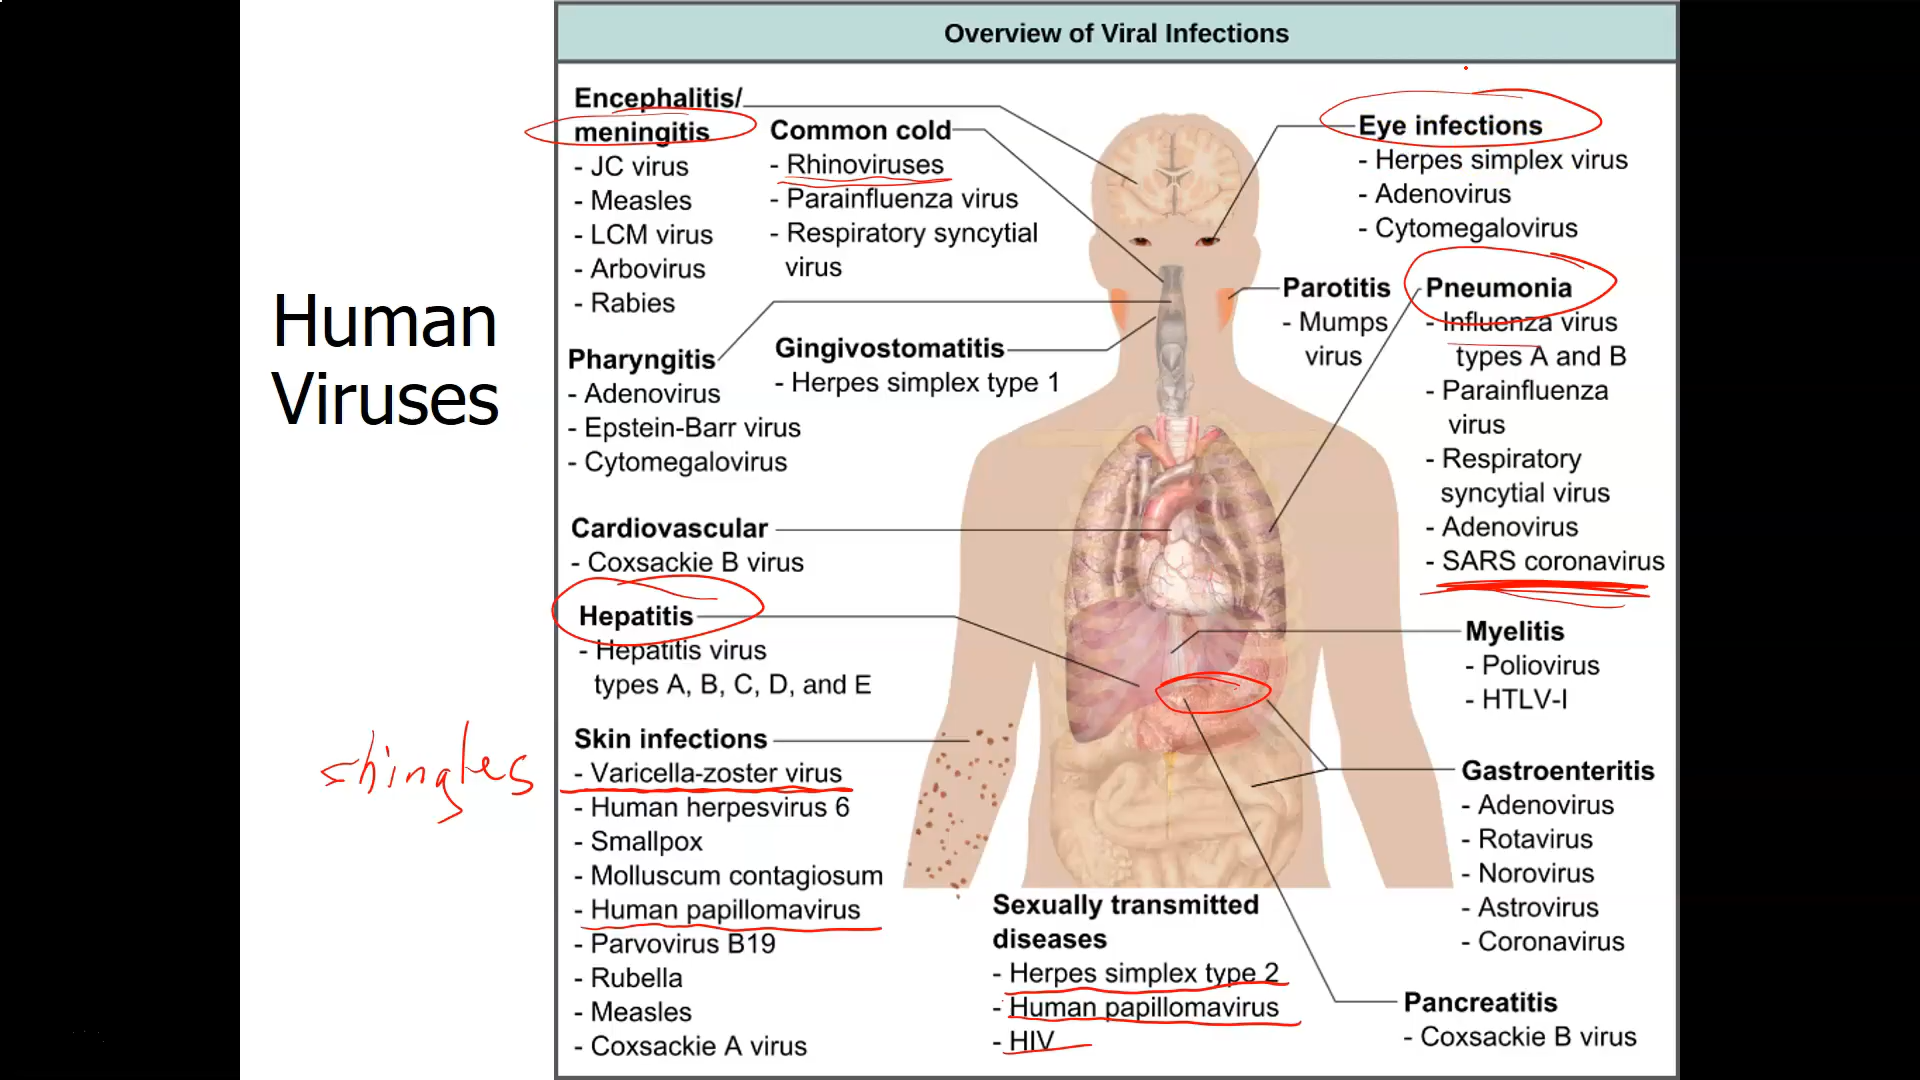 Human
Viruses
shingles
Overview of Viral Infections
Encephalitis/
meningitis
- JC virus
- Measles
- LCM virus
- Arbovirus
- Rabies
Common cold
- Rhinoviruses
- Parainfluenza virus
- Respiratory syncytial
virus
Pharyngitis
- Adenovirus
- Epstein-Barr virus
- Cytomegalovirus
Gingivostomatitis
- Herpes simplex type 1
Cardiovascular
- Coxsackie B virus
Hepatitis
- Hepatitis virus
types A, B, C, D, and E
Skin infections
- Varicella-zoster virus
- Human herpesvirus 6
- Smallpox
- Molluscum contagiosum
- Human papillomavirus
- Parvovirus B19
- Rubella
- Measles
- Coxsackie A virus
Sexually transmitted
diseases
- Herpes simplex type 2
- Human papillomavirus
- HIV
Eye infections
- Herpes simplex virus
- Adenovirus
- Cytomegalovirus
Parotitis
- Mumps
virus
Pneumonia
- Influenza virus
types A and B
- Parainfluenza
virus
- Respiratory
syncytial virus
- Adenovirus
- SARS coronavirus
Myelitis
- Poliovirus
- HTLV-I
Gastroenteritis
- Adenovirus
- Rotavirus
- Norovirus
- Astrovirus
- Coronavirus
Pancreatitis
- Coxsackie B virus